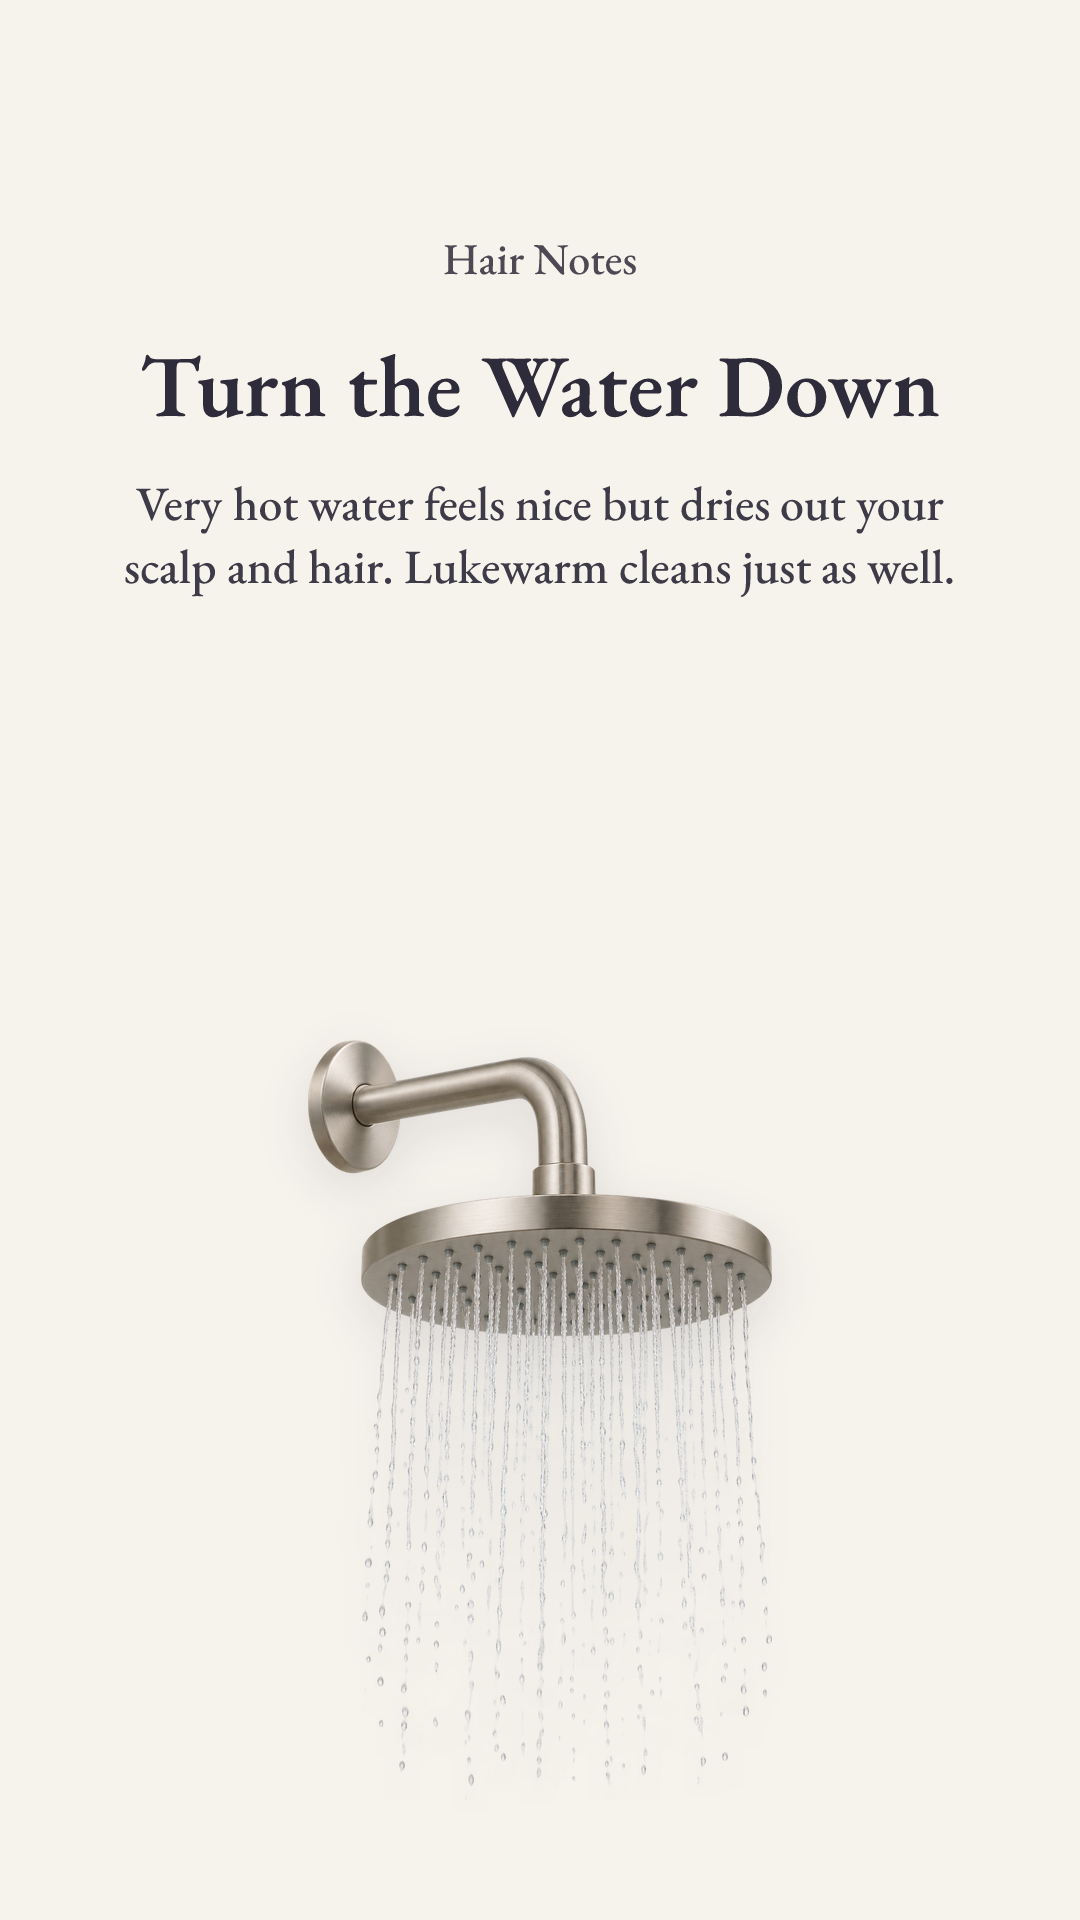 Hair Notes
Turn the Water Down
Very hot water feels nice but dries out your
scalp and hair. Lukewarm cleans just as well.